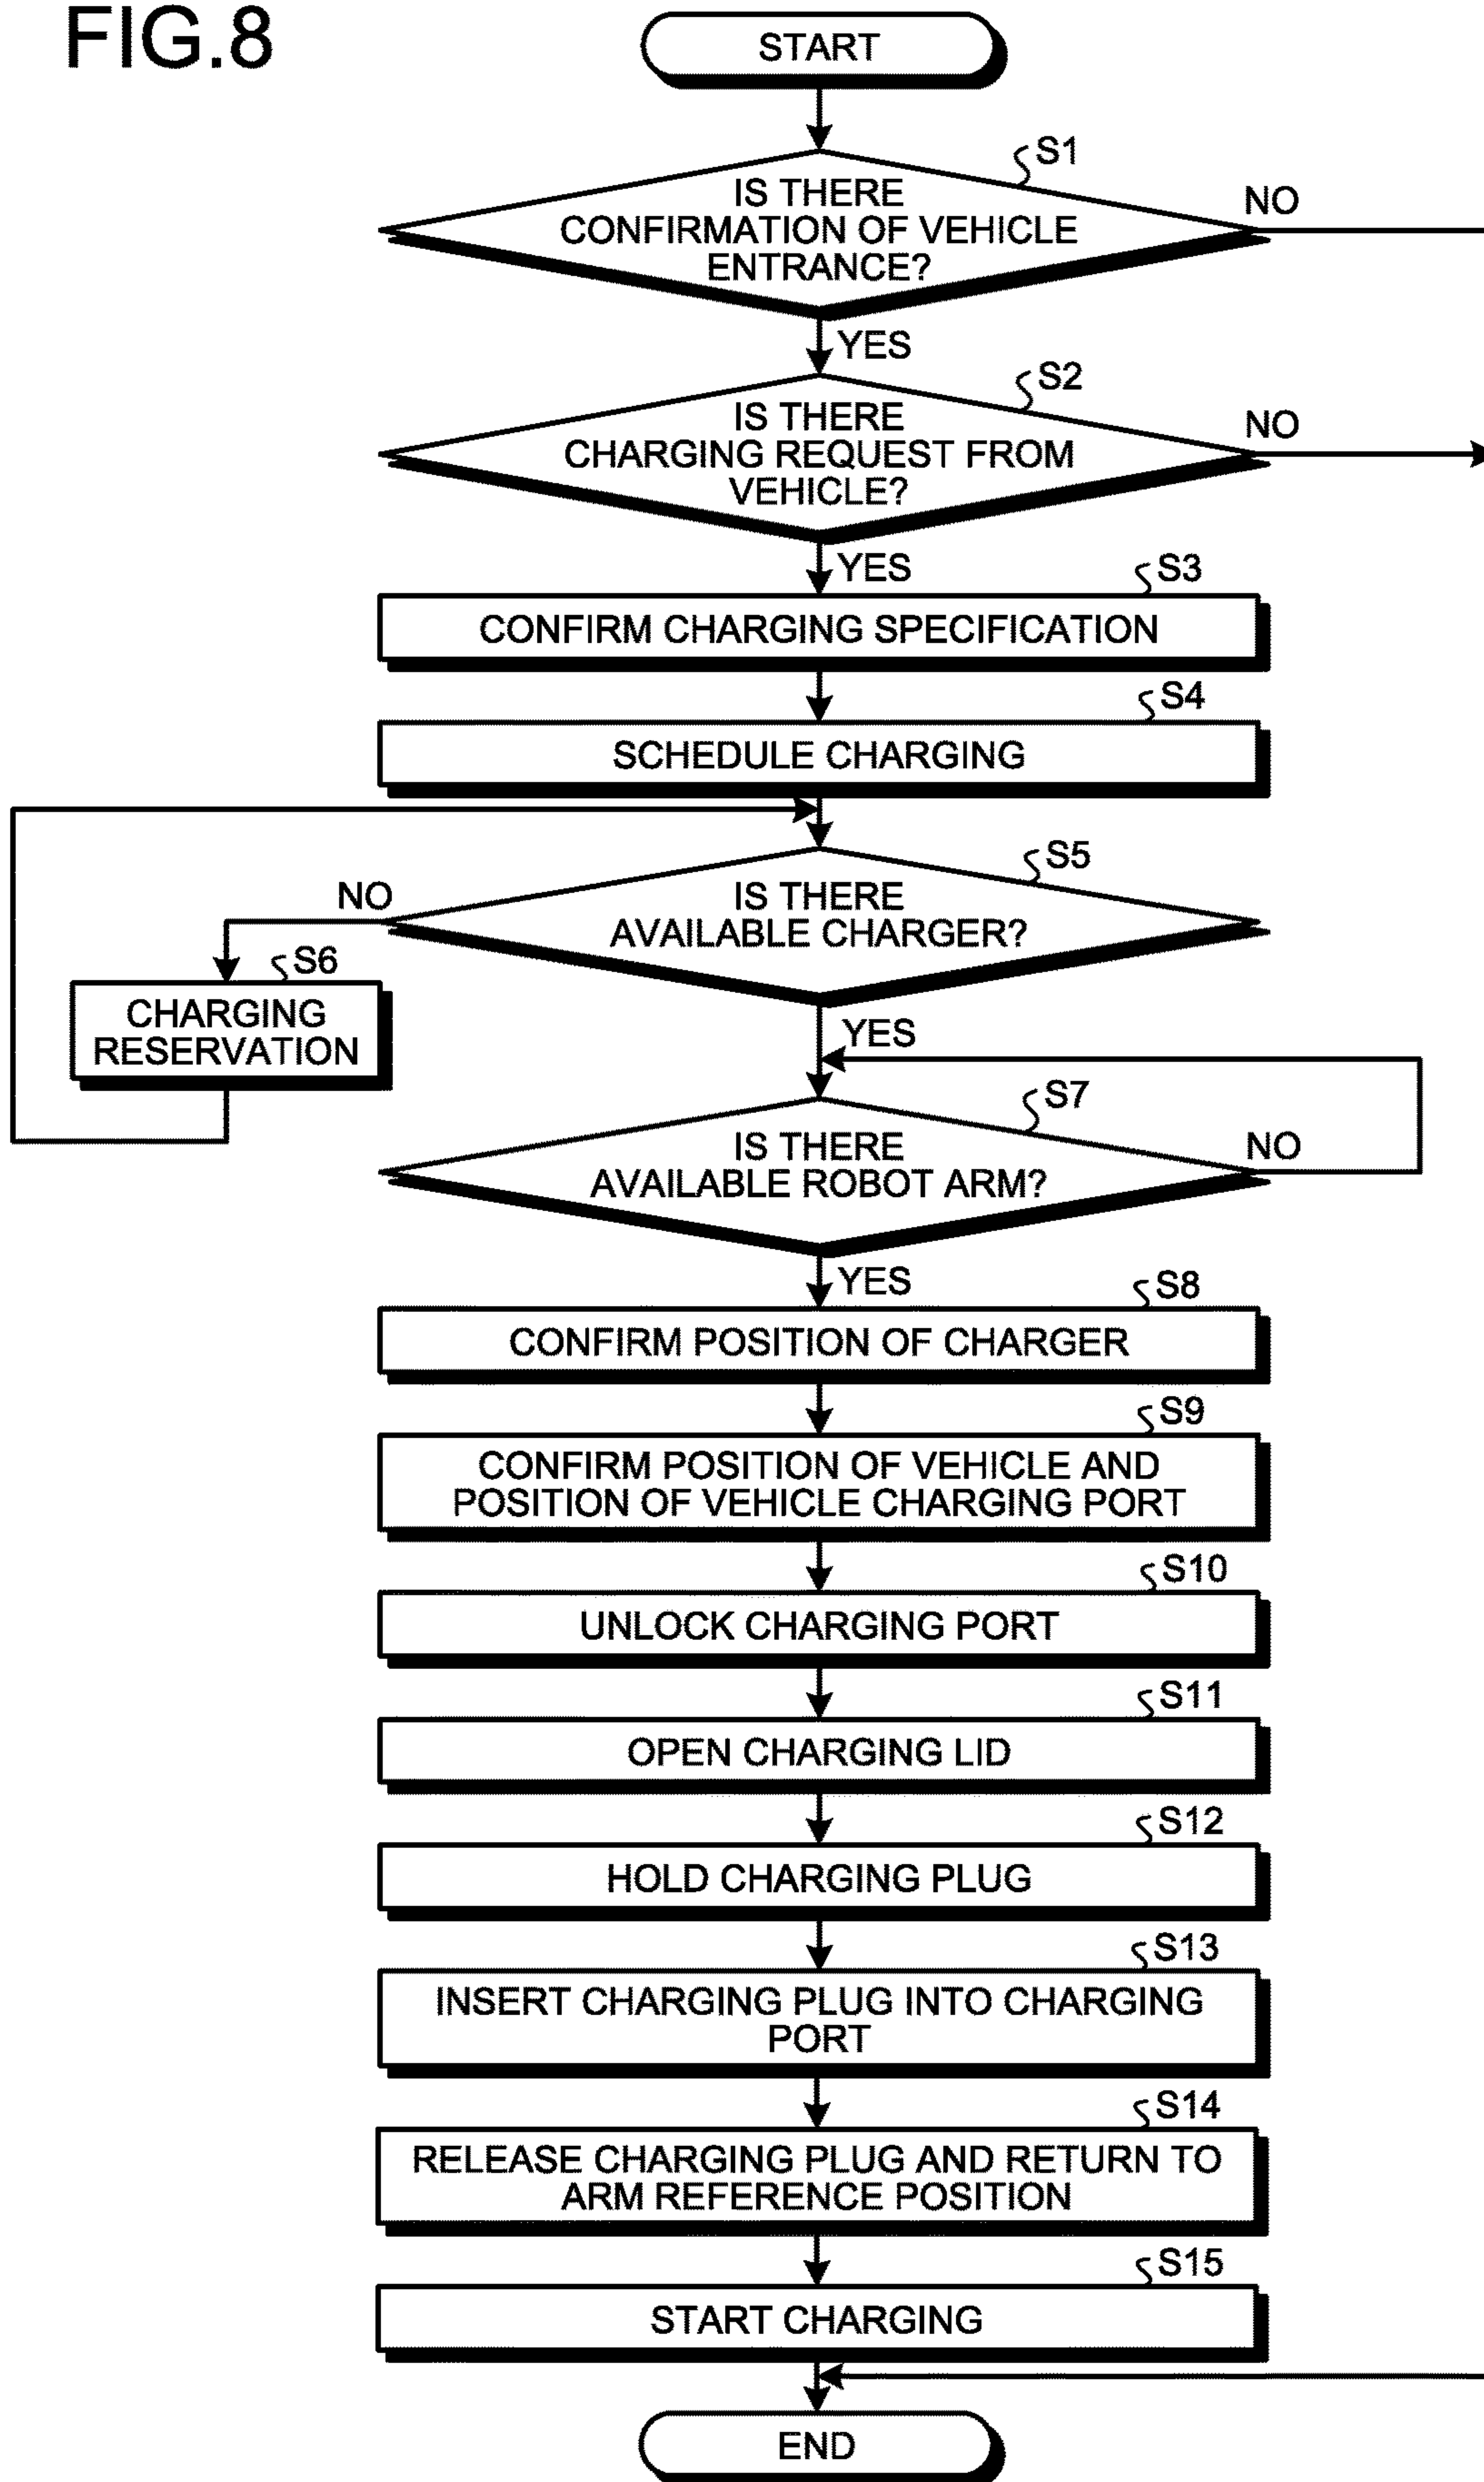 FIG.8
START
S1
IS THERE
CONFIRMATION OF VEHICLE
ENTRANCE?
NO
YES
S2
IS THERE
CHARGING REQUEST FROM
VEHICLE?
NO
YES
S3
CONFIRM CHARGING SPECIFICATION
S4
SCHEDULE CHARGING
S5
IS THERE
AVAILABLE CHARGER?
NO
S6
CHARGING
RESERVATION
YES
S7
IS THERE
AVAILABLE ROBOT ARM?
NO
YES
S8
CONFIRM POSITION OF CHARGER
S9
CONFIRM POSITION OF VEHICLE AND
POSITION OF VEHICLE CHARGING PORT
S10
UNLOCK CHARGING PORT
S11
OPEN CHARGING LID
S12
HOLD CHARGING PLUG
S13
INSERT CHARGING PLUG INTO CHARGING
PORT
S14
RELEASE CHARGING PLUG AND RETURN TO
ARM REFERENCE POSITION
S15
START CHARGING
END